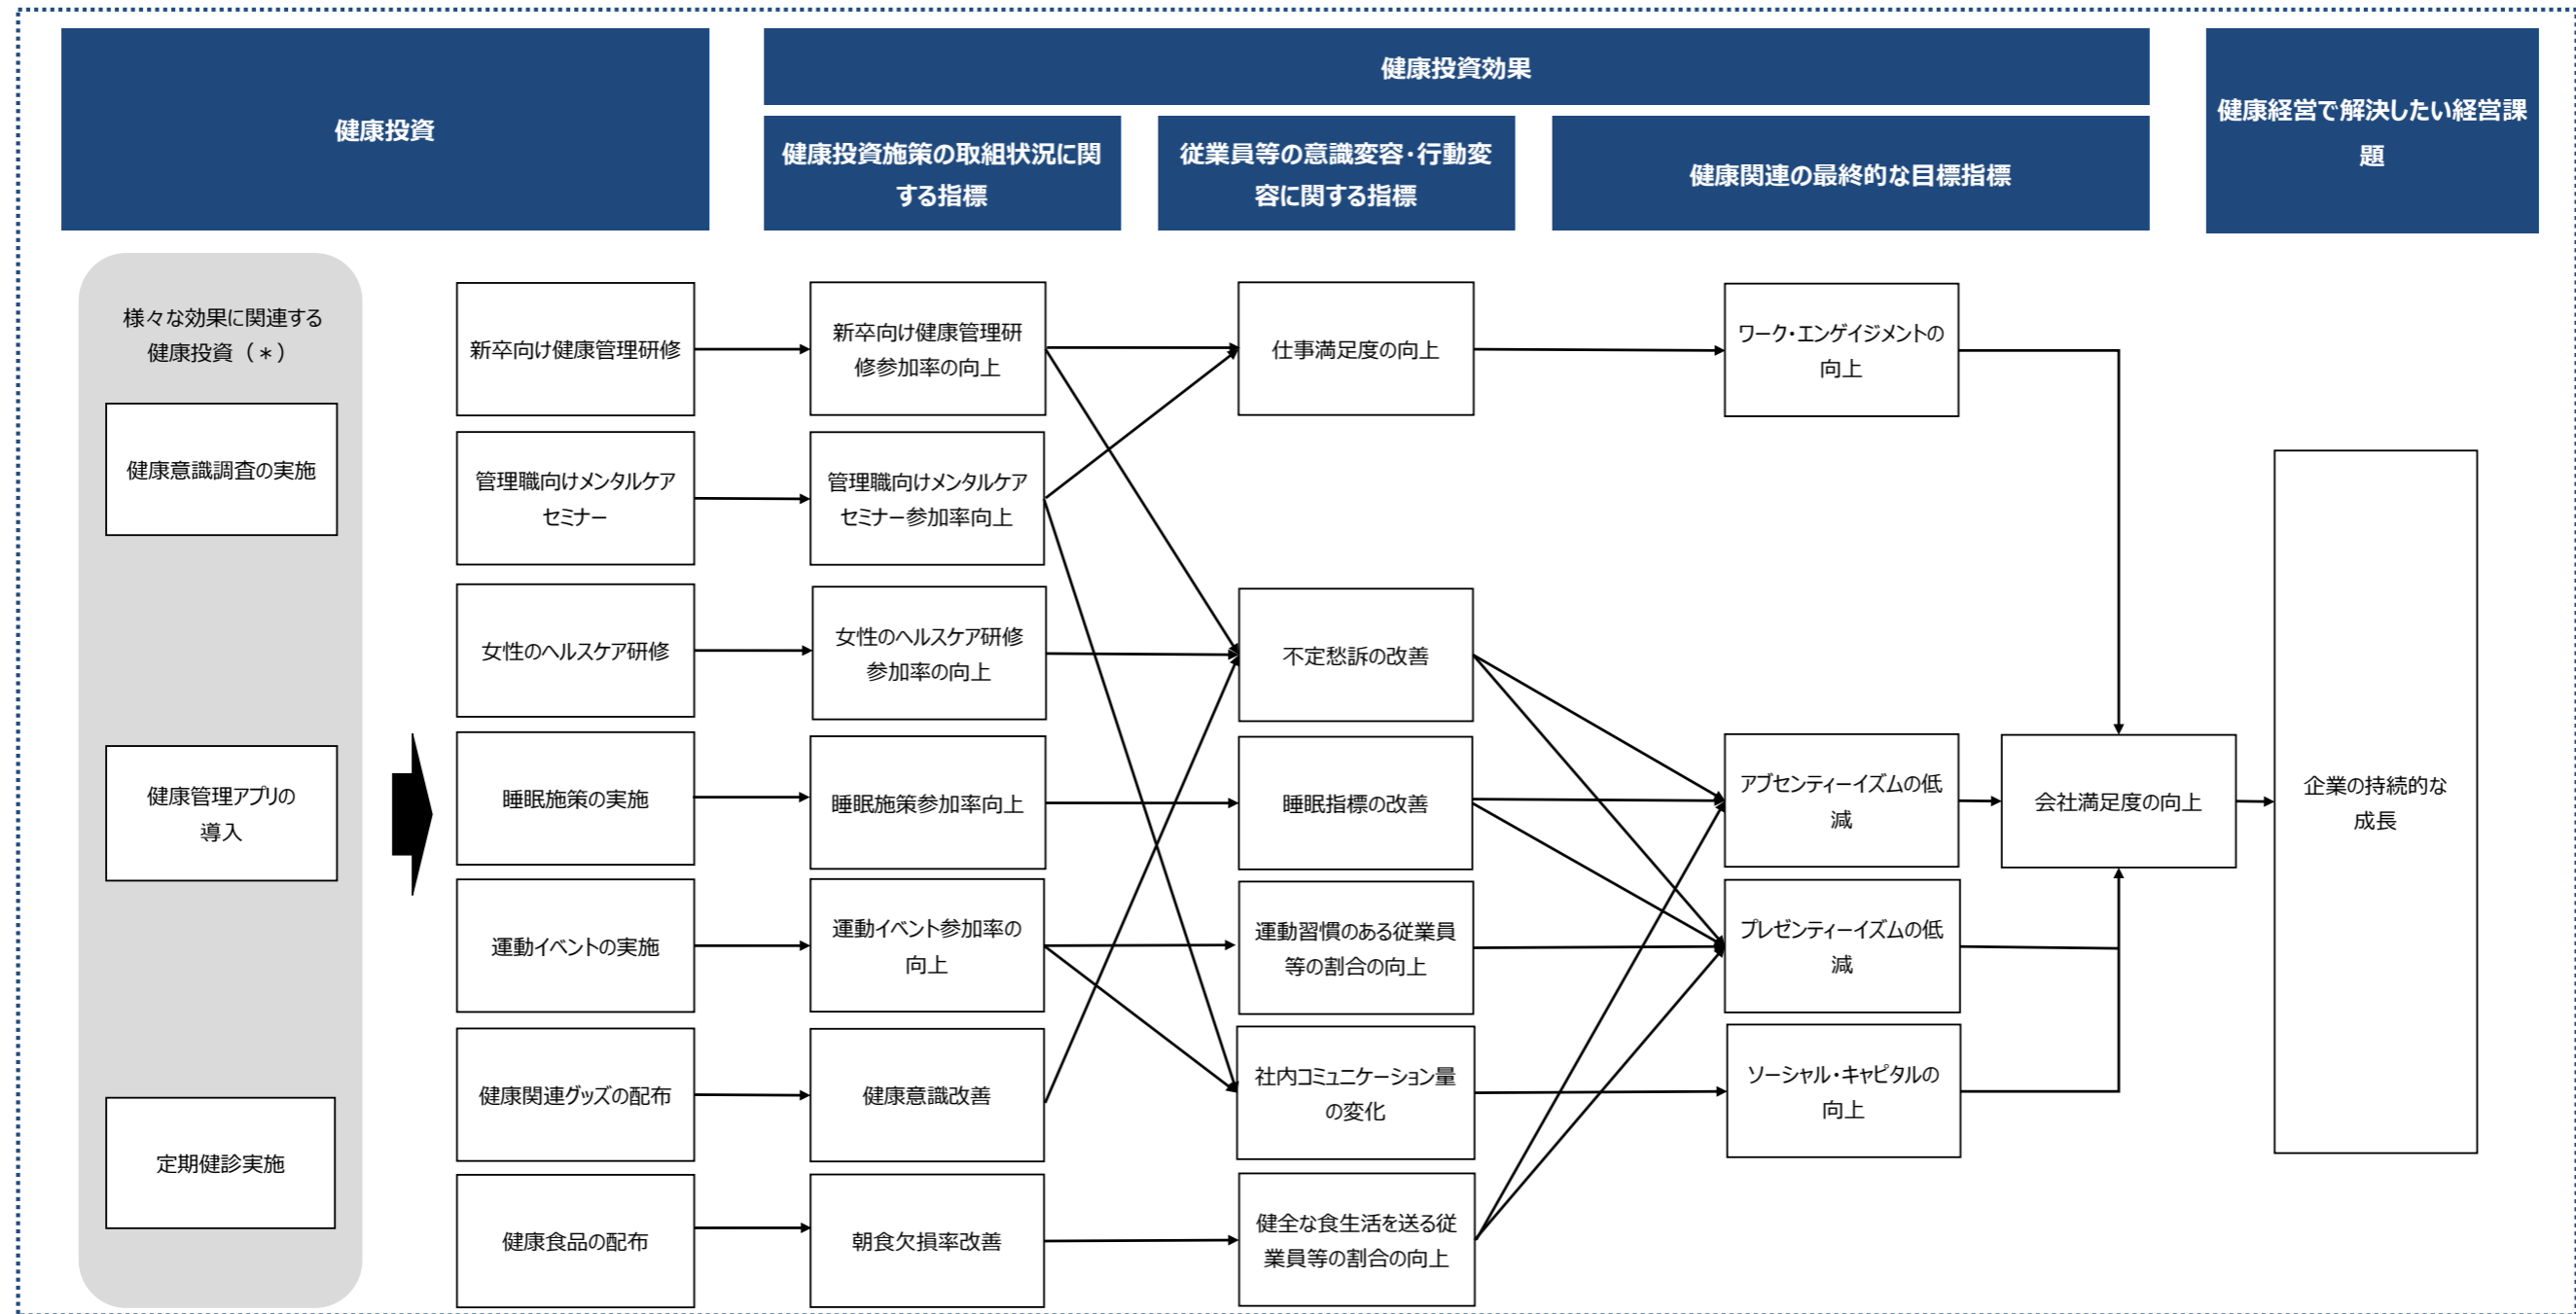 健康投資
健康投資効果
健康経営で解決したい経営課
題
健康投資施策の取組状況に関
する指標
従業員等の意識変容・行動変
容に関する指標
健康関連の最終的な目標指標
様々な効果に関連する
健康投資（＊）
健康意識調査の実施
健康管理アプリの
導入
定期健診実施
新卒向け健康管理研修
管理職向けメンタルケア
セミナー
女性のヘルスケア研修
睡眠施策の実施
運動イベントの実施
健康関連グッズの配布
健康食品の配布
新卒向け健康管理研
修参加率の向上
管理職向けメンタルケア
セミナー参加率向上
女性のヘルスケア研修
参加率の向上
睡眠施策参加率向上
運動イベント参加率の
向上
健康意識改善
朝食欠損率改善
仕事満足度の向上
不定愁訴の改善
睡眠指標の改善
運動習慣のある従業員
等の割合の向上
社内コミュニケーション量
の変化
健全な食生活を送る従
業員等の割合の向上
ワーク・エンゲイジメントの
向上
アブセンティーイズムの低
減
プレゼンティーイズムの低
減
ソーシャル・キャピタルの
向上
会社満足度の向上
企業の持続的な
成長